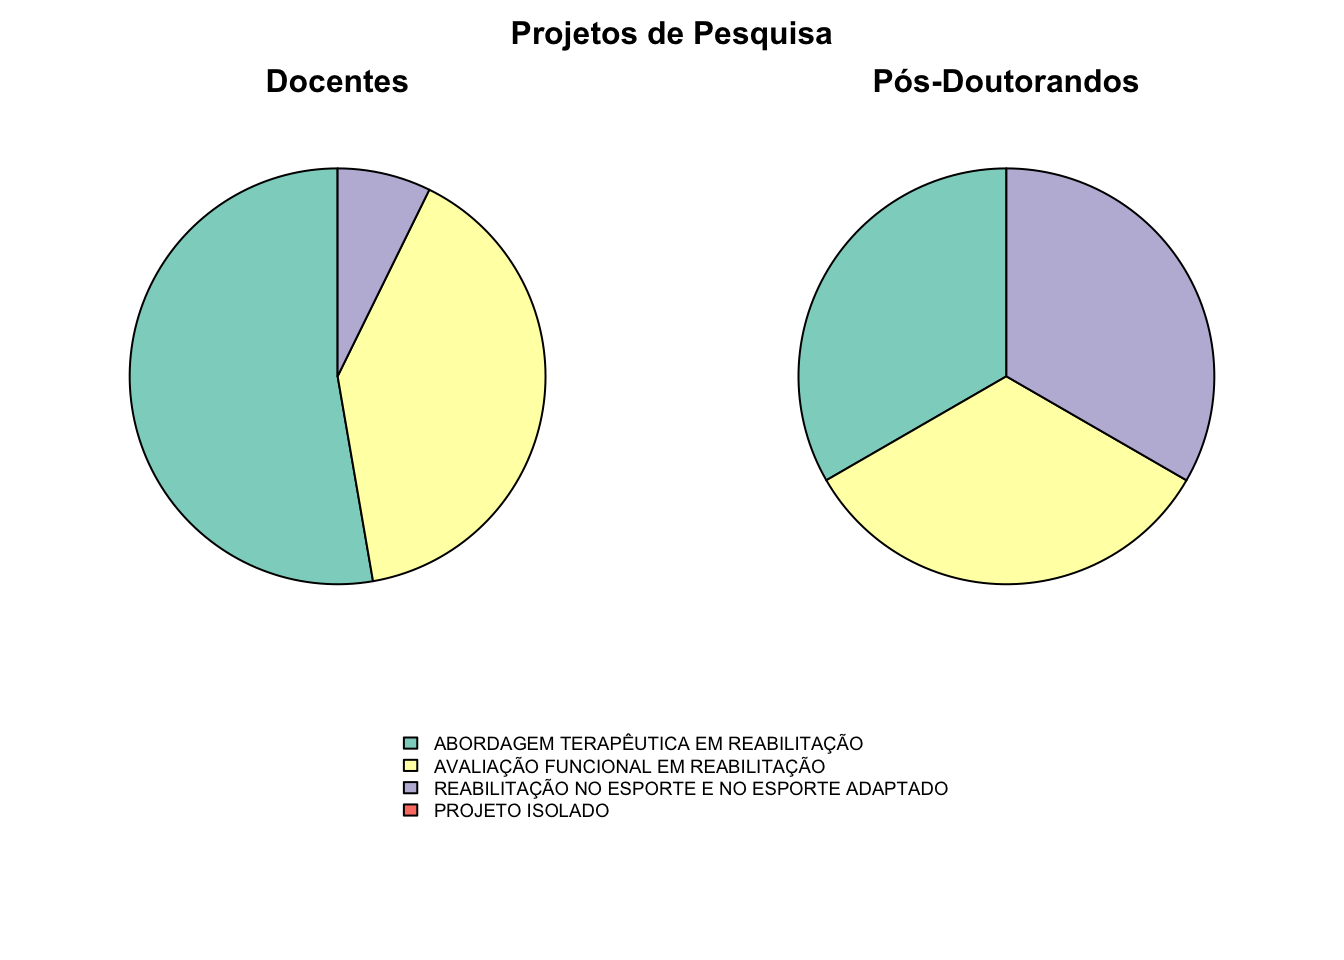 Projetos de Pesquisa
Docentes
Pós-Doutorandos
ABORDAGEM TERAPÊUTICA EM REABILITAÇÃO
AVALIAÇÃO FUNCIONAL EM REABILITAÇÃO
REABILITAÇÃO NO ESPORTE E NO ESPORTE ADAPTADO
PROJETO ISOLADO